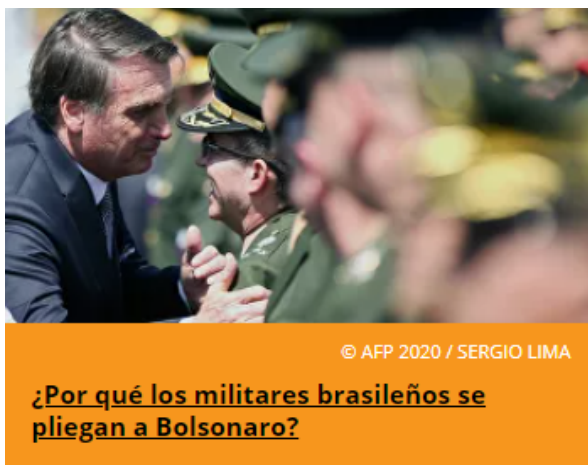 © AFP 2020 / SERGIO LIMA
¿Por qué los militares brasileños se
pliegan a Bolsonaro?